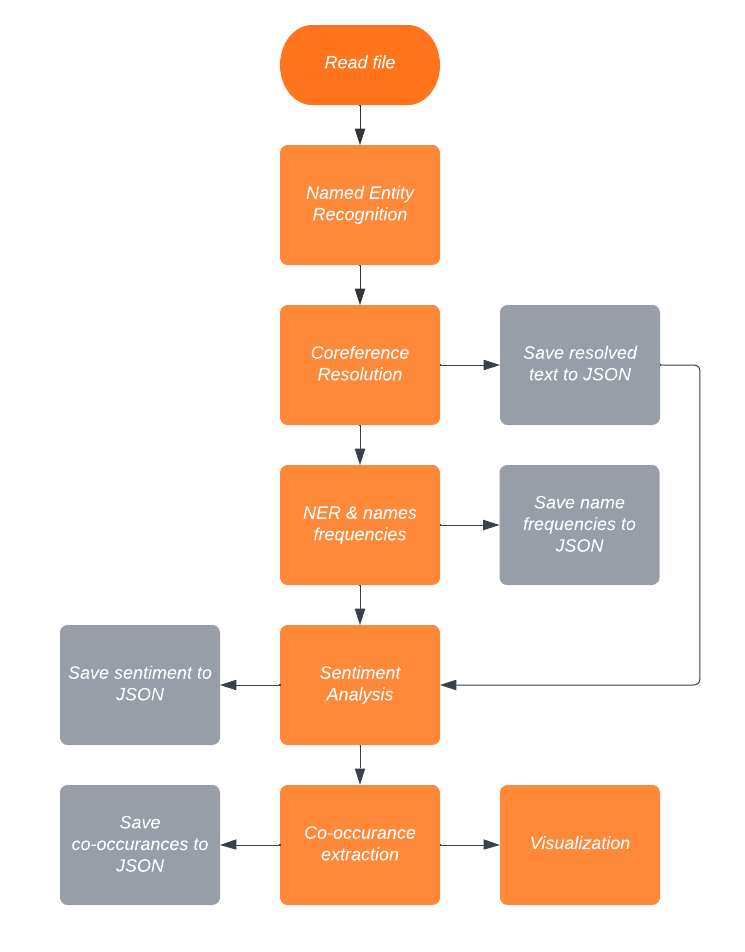 Read file
Named Entity
Recognition
Coreference
Resolution
Save resolved
text to JSON
NER & names
frequencies
Save name
frequencies to
JSON
Save sentiment to
JSON
Sentiment
Analysis
Save
co-occurances to
JSON
Co-occurance
extraction
Visualization